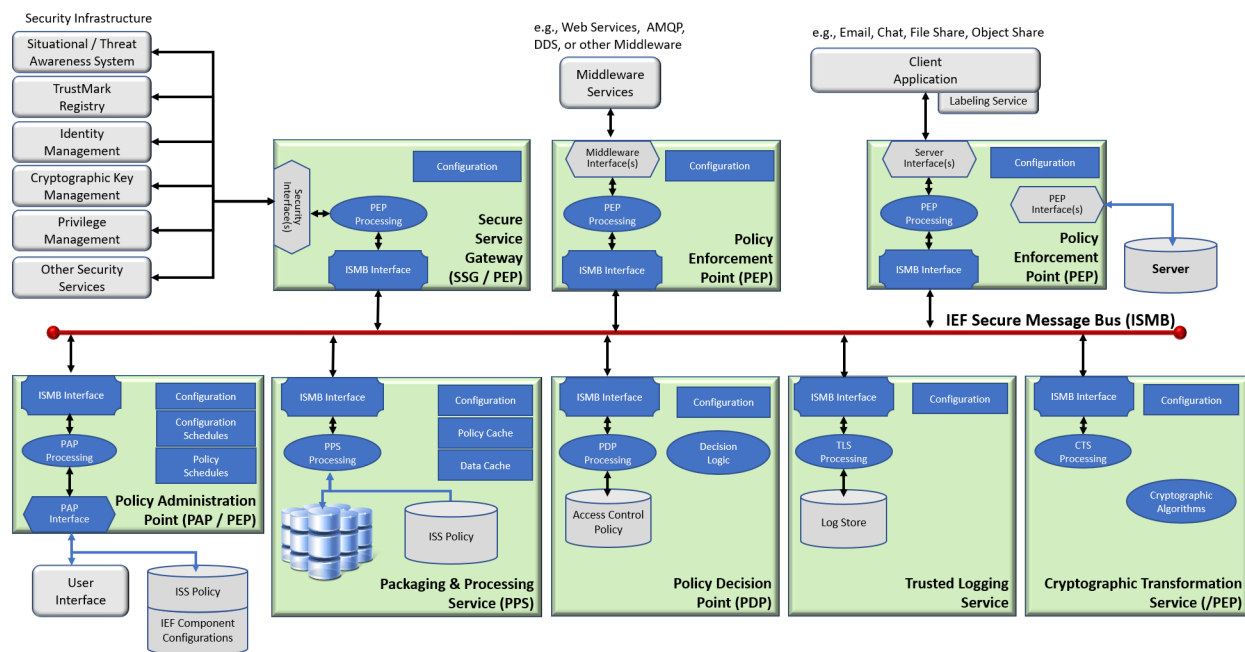 Security Infrastructure
Situational / Threat
Awareness System
TrustMark
Registry
Identity
Management
Cryptographic Key
Management
Privilege
Management
Other Security
Services
e.g., Web Services, AMQP,
DDS, or other Middleware
Middleware
Services
e.g., Email, Chat, File Share, Object Share
Client
Application
Labeling Service
Security
Interface(s)
Configuration
PEP
Processing
ISMB Interface
Secure
Service
Gateway
(SSG / PEP)
Middleware
Interface(s)
Configuration
PEP
Processing
ISMB Interface
Policy
Enforcement
Point (PEP)
Server
Interface(s)
Configuration
PEP
Processing
PEP
Interface(s)
ISMB Interface
Policy
Enforcement
Point (PEP)
Server
IEF Secure Message Bus (ISMB)
ISMB Interface
Configuration
Configuration
Schedules
Policy
Schedules
PAP
Processing
Policy Administration
Point (PAP / PEP)
PAP
Interface
User
Interface
ISS Policy
IEF Component
Configurations
ISMB Interface
Configuration
Policy Cache
Data Cache
PPS
Processing
ISS Policy
Packaging & Processing
Service (PPS)
ISMB Interface
Configuration
PDP
Processing
Decision
Logic
Access Control
Policy
Policy Decision
Point (PDP)
ISMB Interface
Configuration
TLS
Processing
Log Store
Trusted Logging
Service
ISMB Interface
Configuration
CTS
Processing
Cryptographic
Algorithms
Cryptographic Transformation
Service (/PEP)